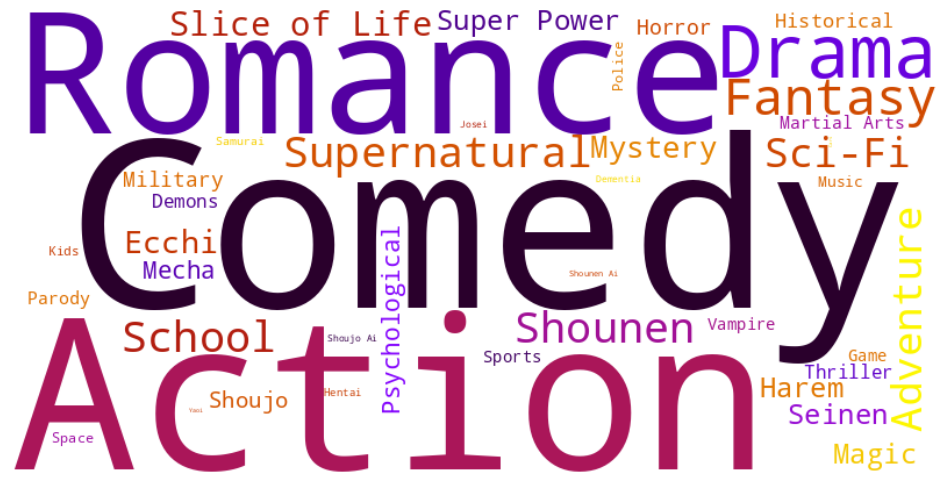 Slice of Life
Super Power
Horror
Historical
Romance
Police
Drama
Fantasy
Josei
Martial Arts
Samurai
Supernatural
Mystery
Sci-Fi
Comedy
Military
Dementia
Music
Demons
Ecchi
Kids
Mecha
Psychological
Shounen Ai
Adventure
Parody
Action
School
Shoujo Ai
Shounen
Vampire
Sports
Game
Thriller
Harem
Shoujo
Hentai
Yaoi
Seinen
Space
Magic